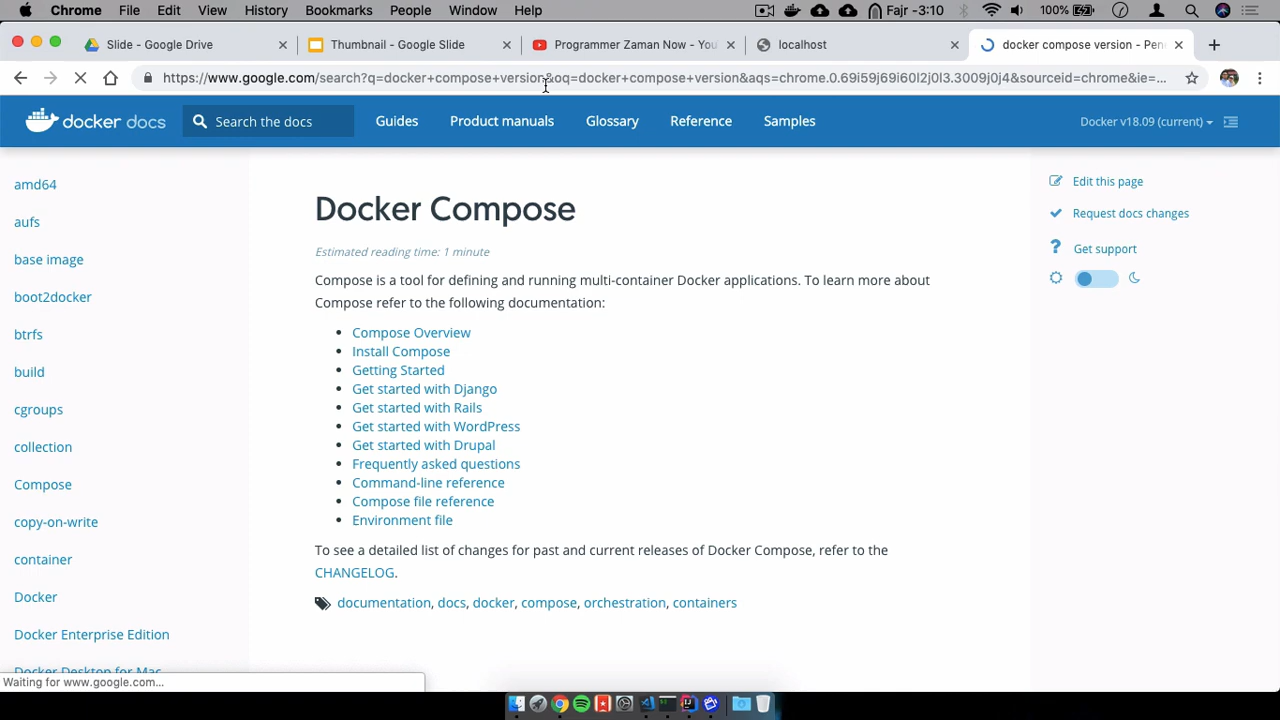 Chrome File Edit View History Bookmarks People Window Help Fajr -3:10 100%
Slide - Google Drive Thumbnail - Google Slide Programmer Zaman Now - You localhost docker compose version - Pen
https://www.google.com/search?q=docker+compose+version&oq=docker+compose+version&aqs=chrome.0.69i59j69i60l2j0l3.3009j0j4&sourceid=chrome&ie=...
docker docs Search the docs Guides Product manuals Glossary Reference Samples Docker v18.09 (current)
amd64
aufs
base image
boot2docker
btrfs
build
cgroups
collection
Compose
copy-on-write
container
Docker
Docker Enterprise Edition
Docker Desktop for Mac
Docker Compose
Estimated reading time: 1 minute
Compose is a tool for defining and running multi-container Docker applications. To learn more about
Compose refer to the following documentation:
Compose Overview
Install Compose
Getting Started
Get started with Django
Get started with Rails
Get started with WordPress
Get started with Drupal
Frequently asked questions
Command-line reference
Compose file reference
Environment file
To see a detailed list of changes for past and current releases of Docker Compose, refer to the
CHANGELOG.
documentation, docs, docker, compose, orchestration, containers
Edit this page
Request docs changes
Get support
Waiting for www.google.com...